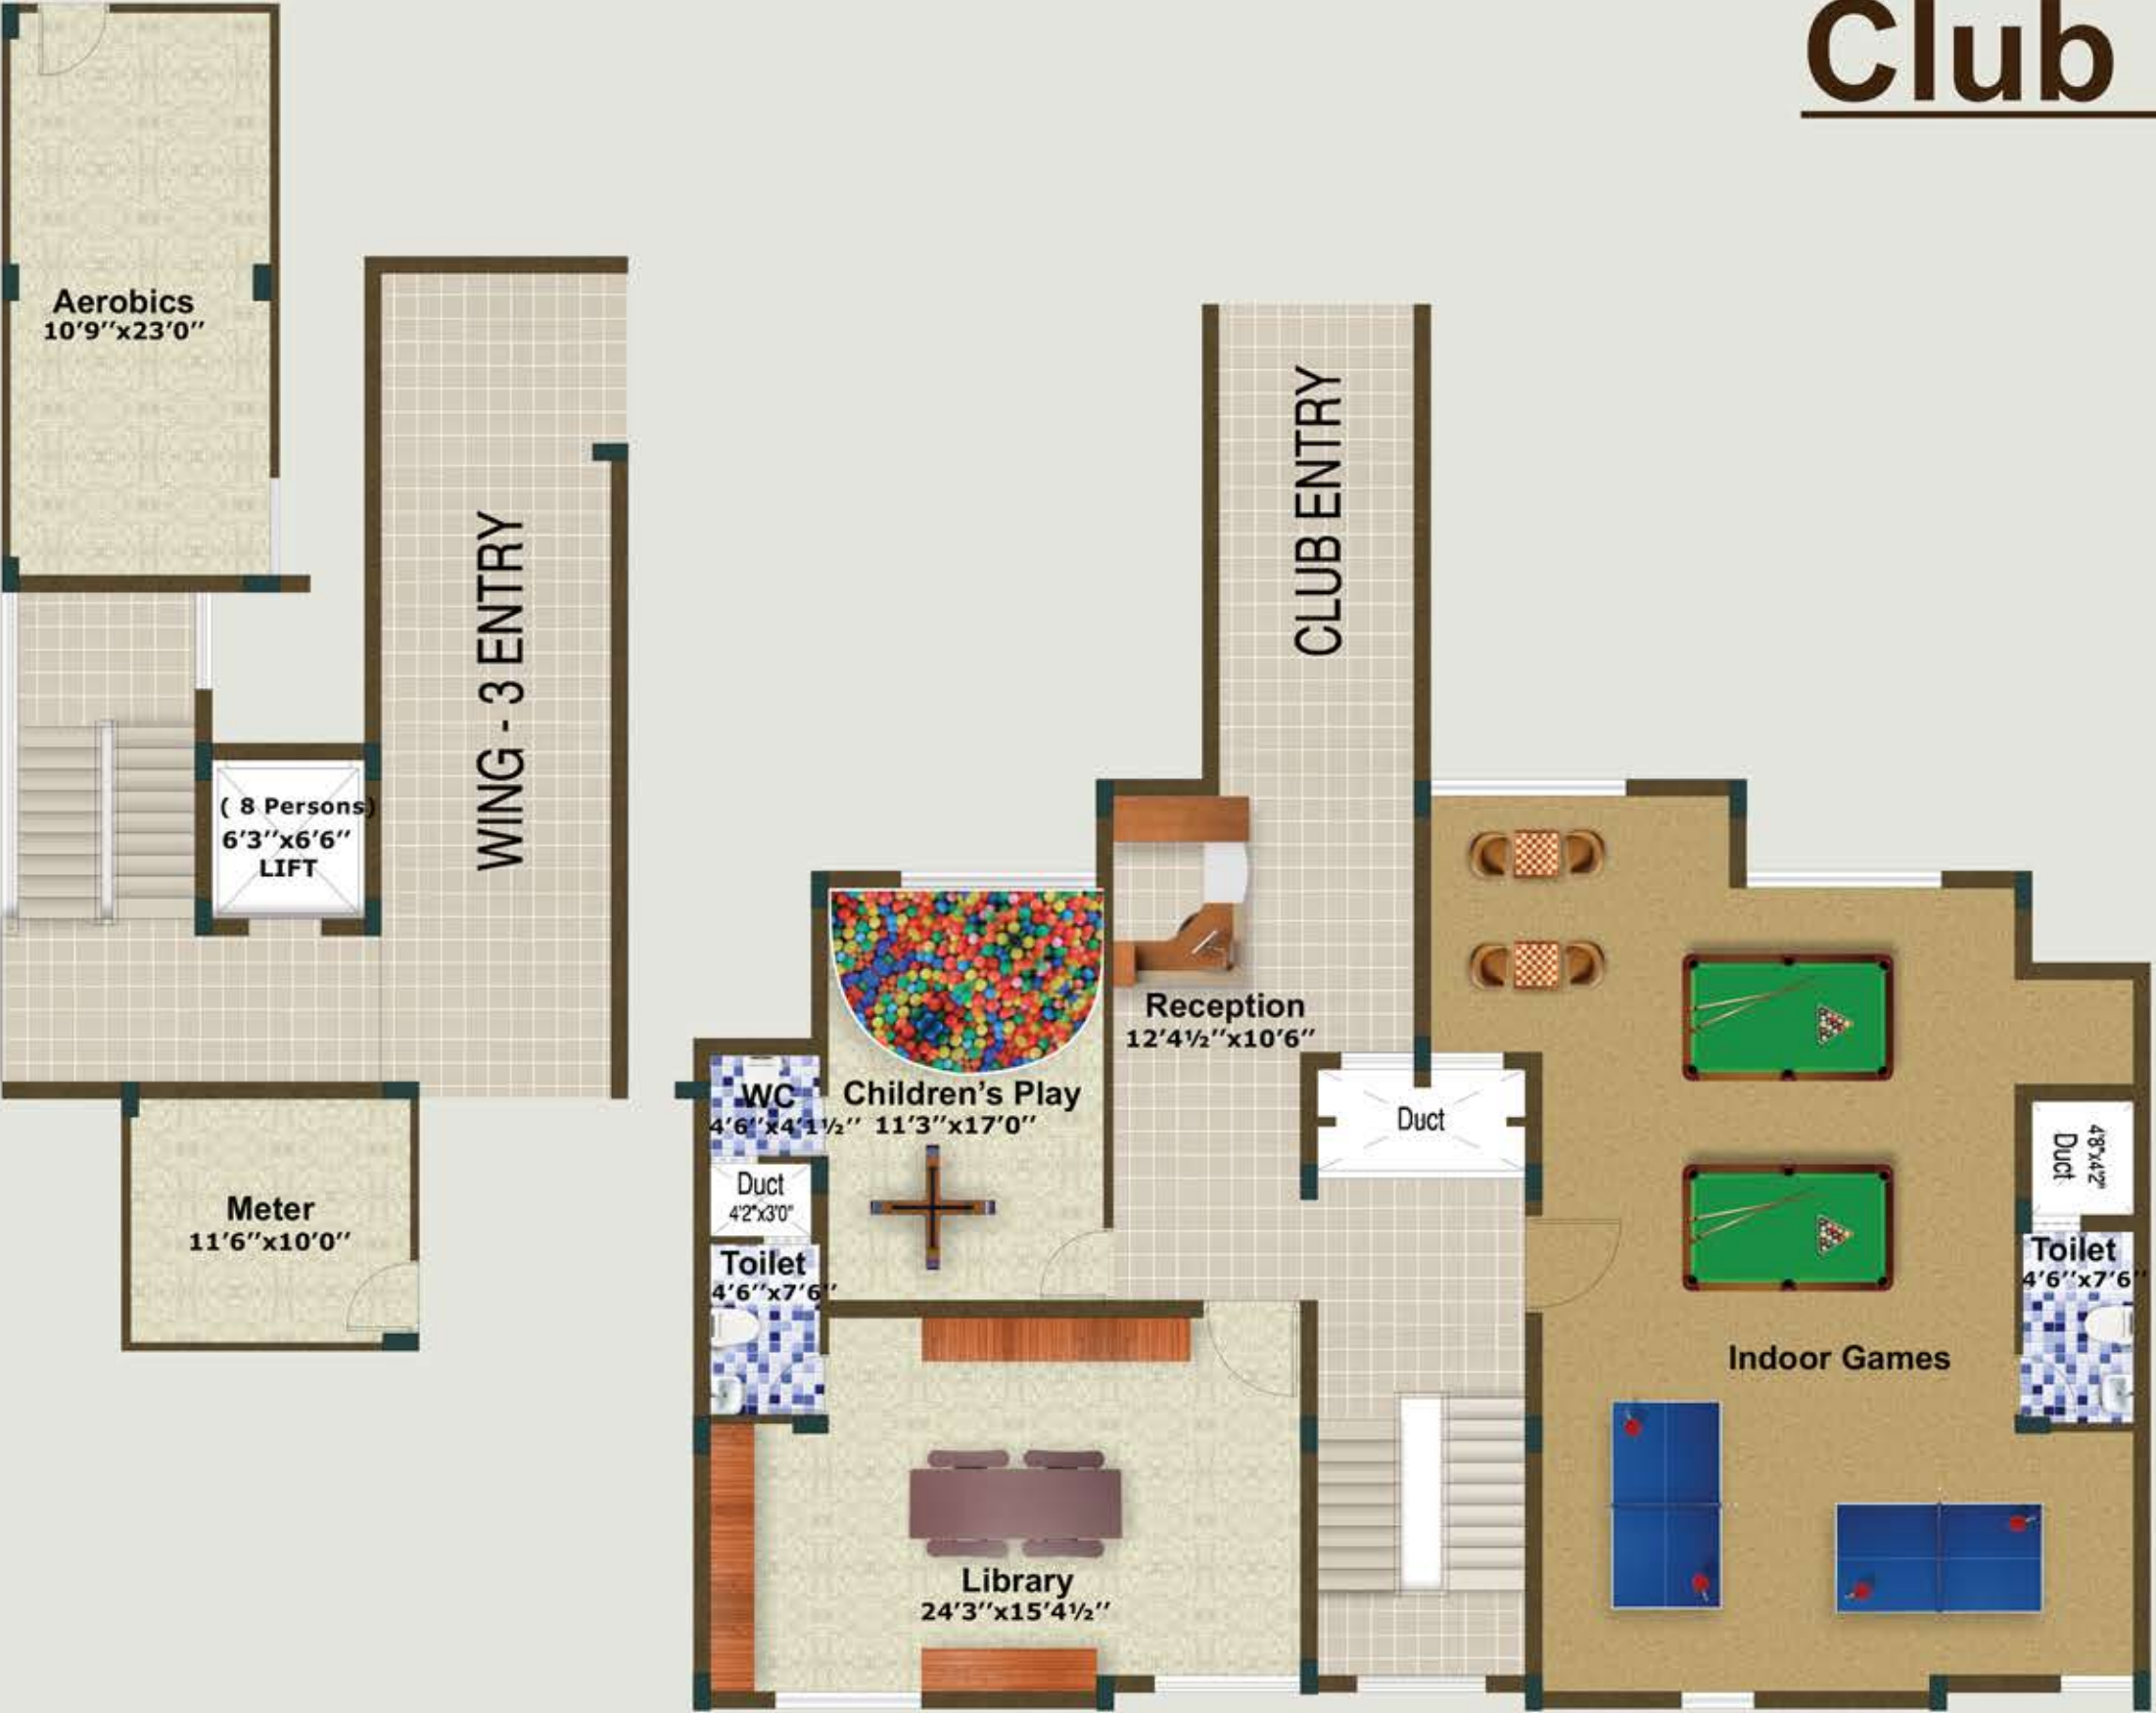 Club
Aerobics
10'9''x23'0''
WING - 3 ENTRY
CLUB ENTRY
( 8 Persons)
6'3''x6'6''
LIFT
Reception
12'4½''x10'6''
WC
4'6''x4'1½''
Children's Play
11'3''x17'0''
Duct
4'8"x4'2"
Duct
Duct
4'2"x3'0"
Meter
11'6''x10'0''
Toilet
4'6''x7'6''
Toilet
4'6''x7'6''
Indoor Games
Library
24'3''x15'4½''